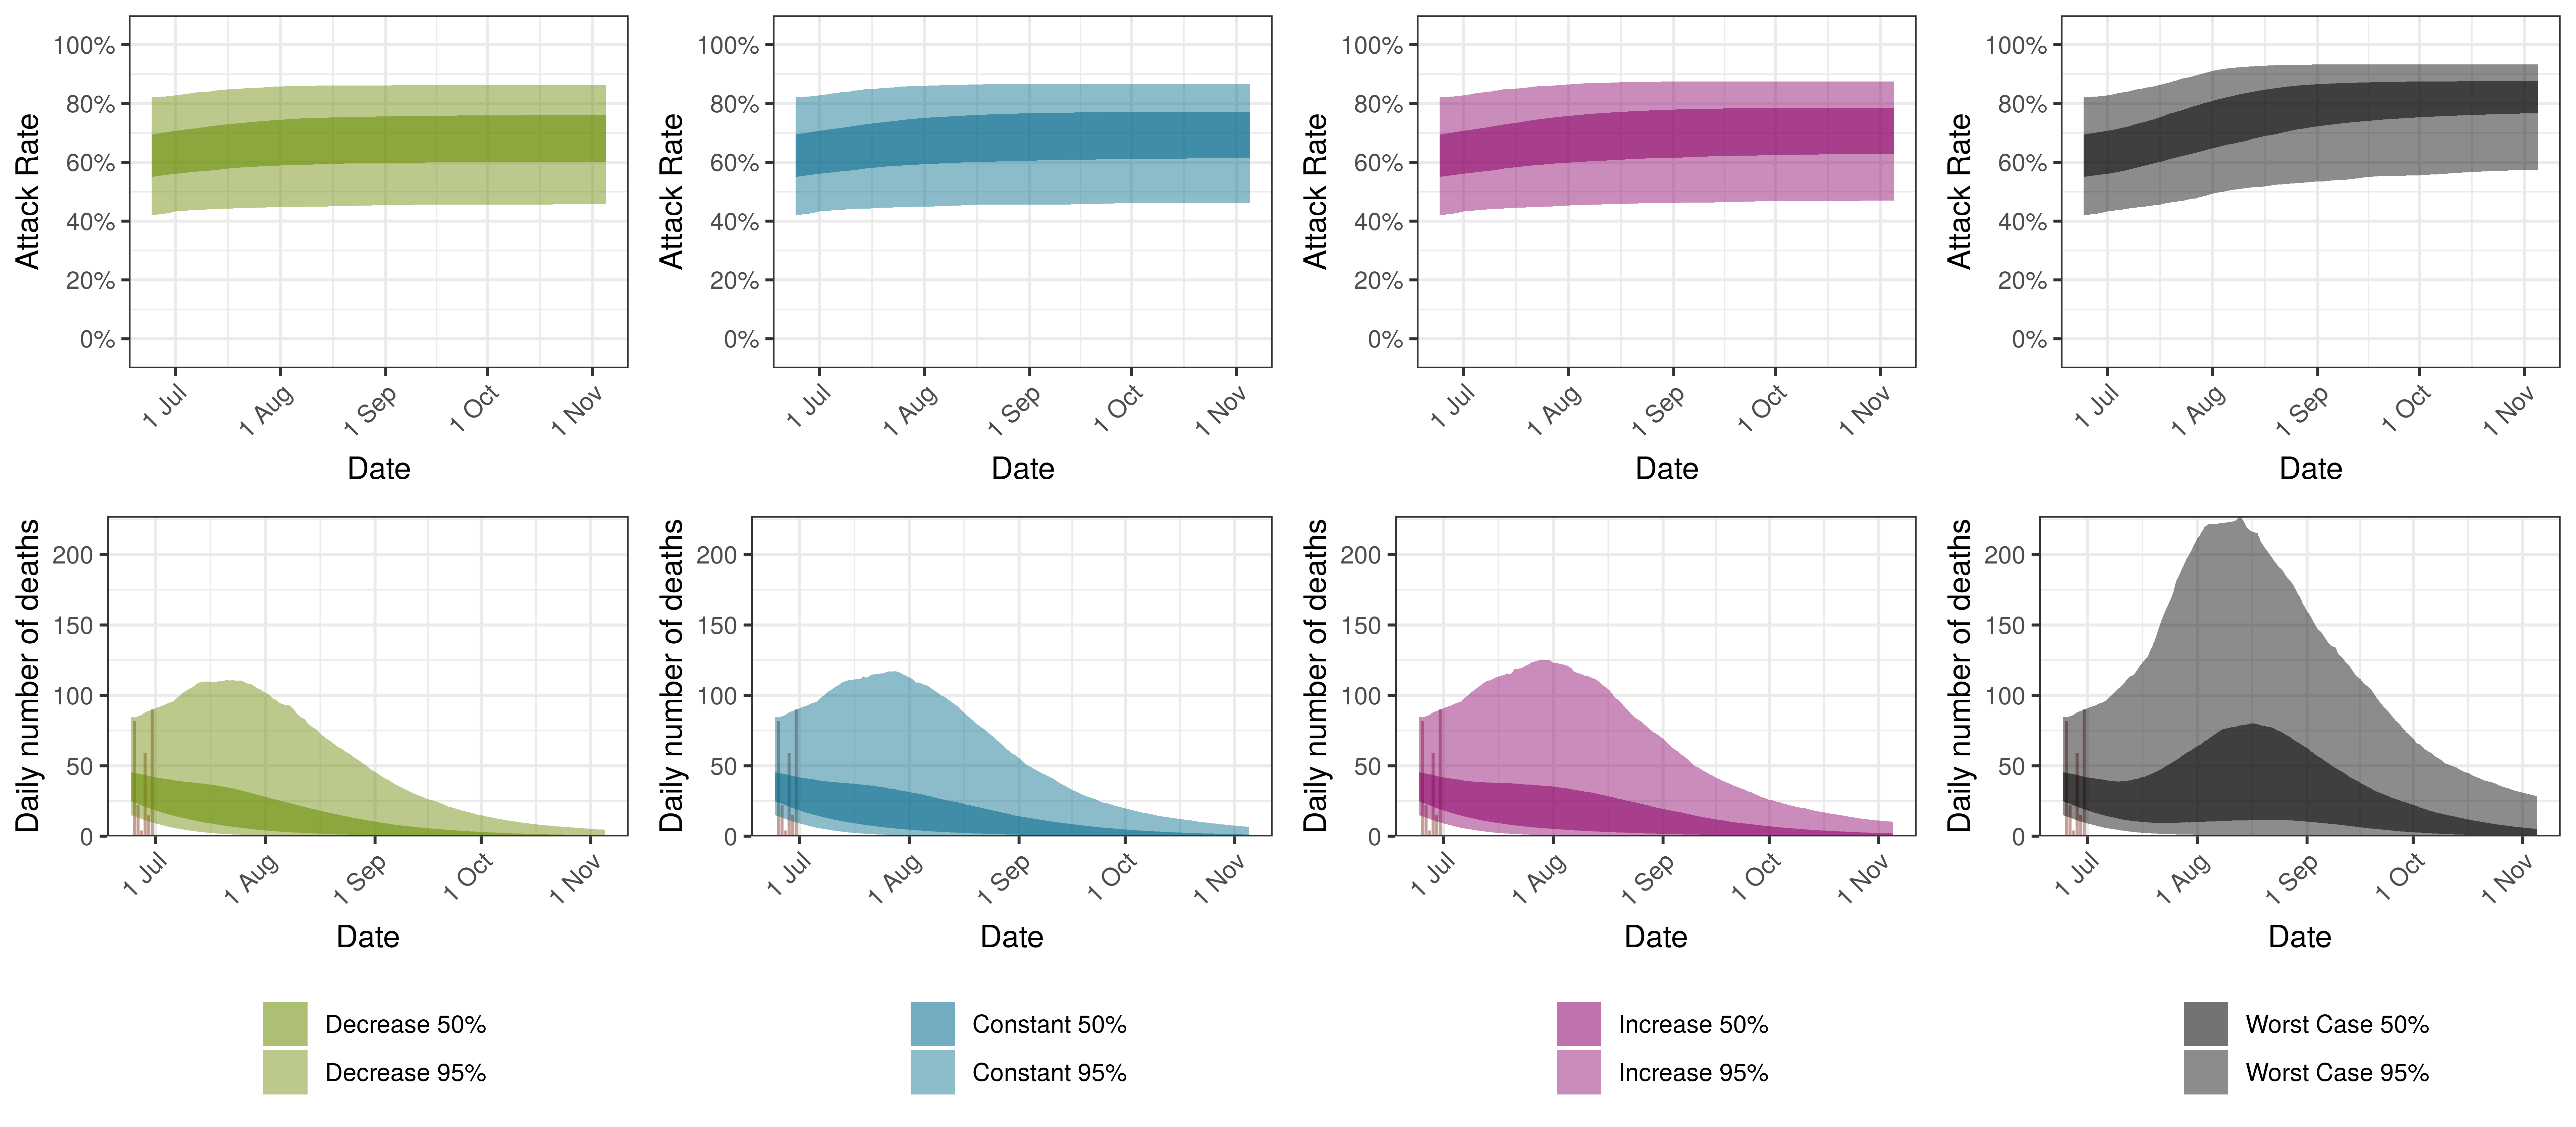 100%
80%
60%
40%
20%
0%
Attack Rate
1 Jul
1 Aug
1 Sep
1 Oct
1 Nov
Date
100%
80%
60%
40%
20%
0%
Attack Rate
1 Jul
1 Aug
1 Sep
1 Oct
1 Nov
Date
100%
80%
60%
40%
20%
0%
Attack Rate
1 Jul
1 Aug
1 Sep
1 Oct
1 Nov
Date
100%
80%
60%
40%
20%
0%
Attack Rate
1 Jul
1 Aug
1 Sep
1 Oct
1 Nov
Date
200
150
100
50
0
Daily number of deaths
1 Jul
1 Aug
1 Sep
1 Oct
1 Nov
Date
200
150
100
50
0
Daily number of deaths
1 Jul
1 Aug
1 Sep
1 Oct
1 Nov
Date
200
150
100
50
0
Daily number of deaths
1 Jul
1 Aug
1 Sep
1 Oct
1 Nov
Date
200
150
100
50
0
Daily number of deaths
1 Jul
1 Aug
1 Sep
1 Oct
1 Nov
Date
Decrease 50%
Decrease 95%
Constant 50%
Constant 95%
Increase 50%
Increase 95%
Worst Case 50%
Worst Case 95%